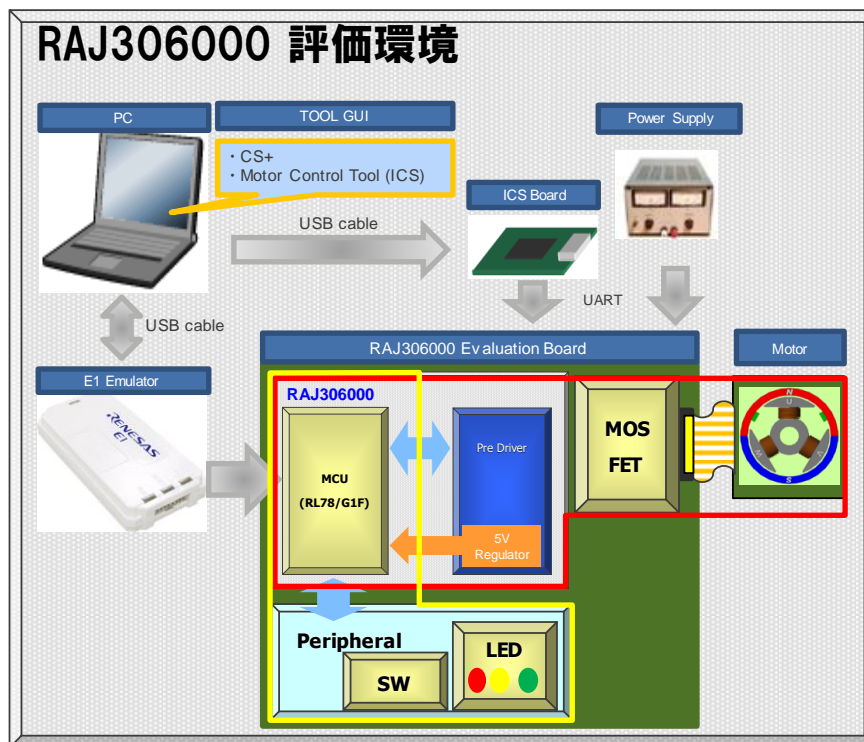 RAJ306000 評価環境
PC
TOOL GUI
Power Supply
・CS+
・Motor Control Tool (ICS)
ICS Board
USB cable
UART
USB cable
RAJ306000 Evaluation Board
Motor
E1 Emulator
RAJ306000
RENESAS
E1
MCU
(RL78/G1F)
Pre Driver
MOS
FET
N
U
V
W
S
5V
Regulator
Peripheral
SW
LED